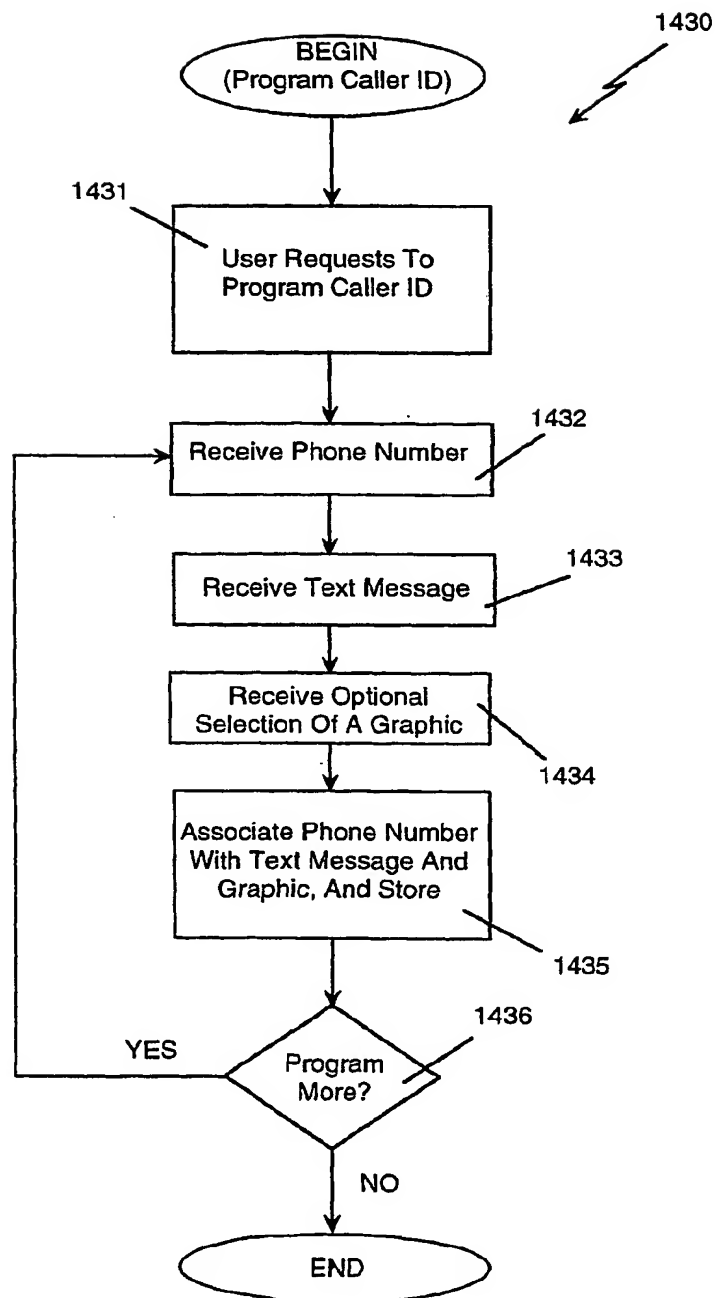 1430
BEGIN
(Program Caller ID)
1431
User Requests To
Program Caller ID
1432
Receive Phone Number
1433
Receive Text Message
Receive Optional
Selection Of A Graphic
1434
Associate Phone Number
With Text Message And
Graphic, And Store
1435
1436
YES
Program
More?
NO
END